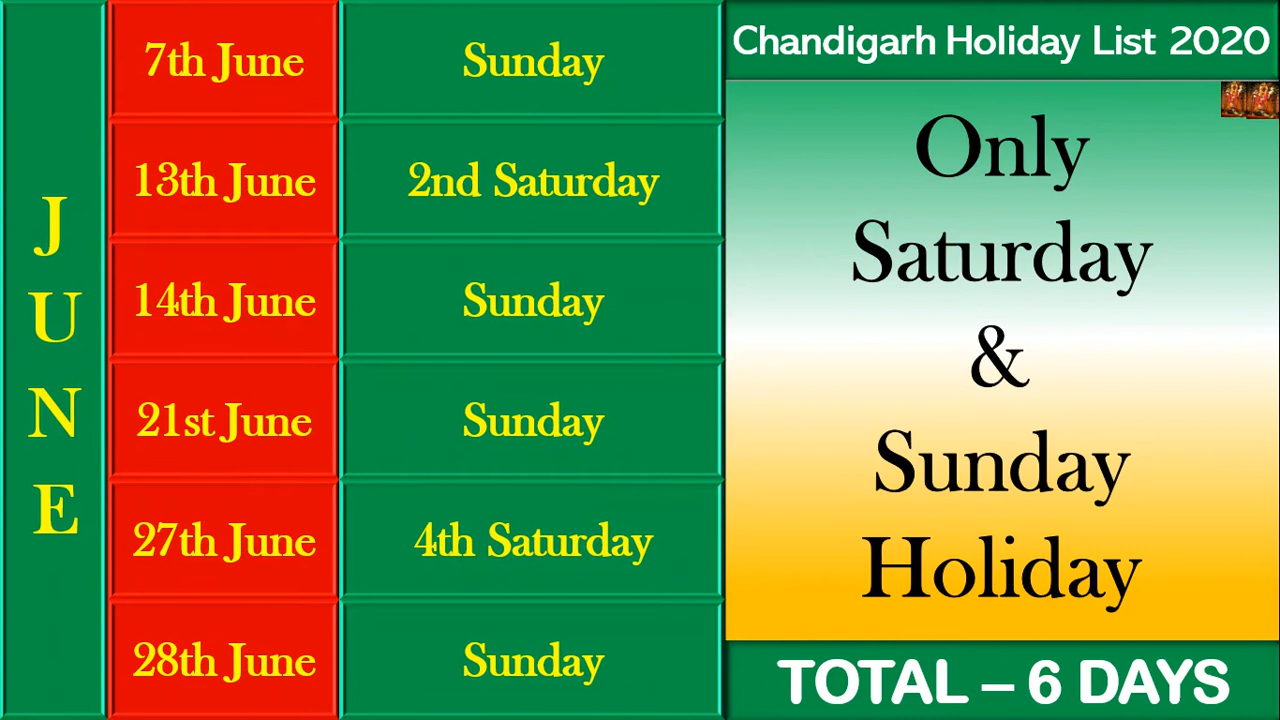 JUNE
7th June Sunday
13th June 2nd Saturday
14th June Sunday
21st June Sunday
27th June 4th Saturday
28th June Sunday
Chandigarh Holiday List 2020
Only
Saturday
&
Sunday
Holiday
TOTAL – 6 DAYS